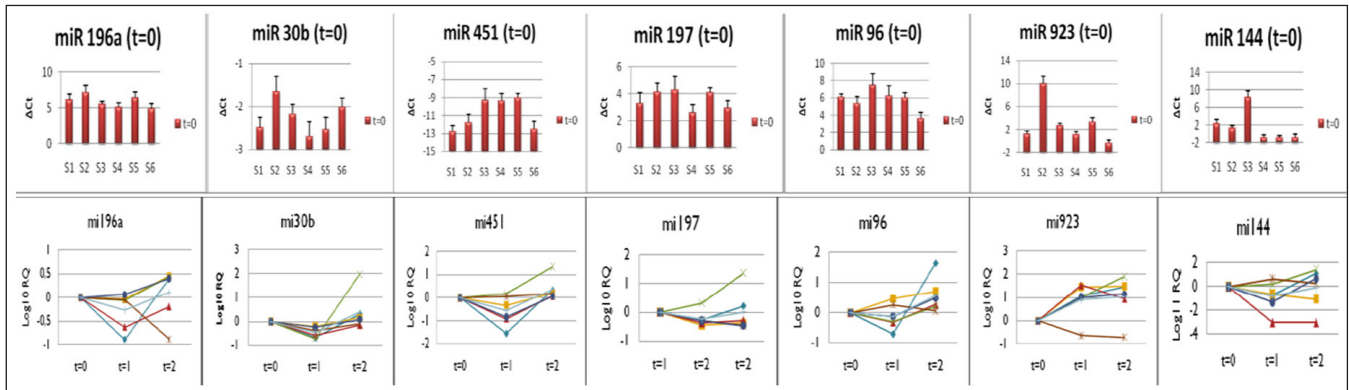 miR 196a (t=0)
10
5
0
ΔCt
S1 S2 S3 S4 S5 S6
t=0
miR 30b (t=0)
-1
-2
-3
ΔCt
S1 S2 S3 S4 S5 S6
t=0
miR 451 (t=0)
-5
-7
-9
-11
-13
-15
ΔCt
S1 S2 S3 S4 S5 S6
t=0
miR 197 (t=0)
6
4
2
0
ΔCt
S1 S2 S3 S4 S5 S6
t=0
miR 96 (t=0)
10
8
6
4
2
0
ΔCt
S1 S2 S3 S4 S5 S6
t=0
miR 923 (t=0)
14
10
6
2
-2
ΔCt
S1 S2 S3 S4 S5 S6
t=0
miR 144 (t=0)
14
10
6
2
-2
ΔCt
S1 S2 S3 S4 S5 S6
t=0
mi196a
1
0.5
0
-0.5
-1
Log10 RQ
t=0 t=1 t=2
mi30b
3
2
1
0
-1
Log10 RQ
t=0 t=1 t=2
mi451
2
1
0
-1
-2
Log10 RQ
t=0 t=1 t=2
mi197
2
1
0
-1
Log10 RQ
t=0 t=1 t=2
mi96
2
1
0
-1
Log10 RQ
t=0 t=1 t=2
mi923
3
2
1
0
-1
Log10 RQ
t=0 t=1 t=2
mi144
2
0
-2
-4
Log1 1 RQ
t=0 t=1 t=2